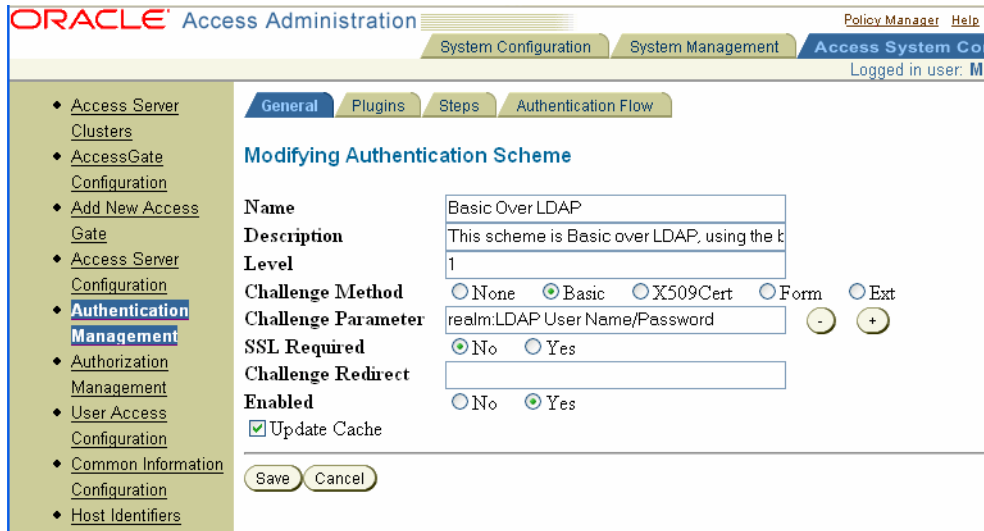 ORACLE Access Administration
Policy Manager Help
System Configuration System Management Access System Co
Logged in user: M
Access Server
Clusters
AccessGate
Configuration
Add New Access
Gate
Access Server
Configuration
Authentication
Management
Authorization
Management
User Access
Configuration
Common Information
Configuration
Host Identifiers
General Plugins Steps Authentication Flow
Modifying Authentication Scheme
Name Basic Over LDAP
Description This scheme is Basic over LDAP, using the b
Level 1
Challenge Method None Basic X509Cert Form Ext
Challenge Parameter realm:LDAP User Name/Password - +
SSL Required No Yes
Challenge Redirect
Enabled No Yes
Update Cache
Save Cancel